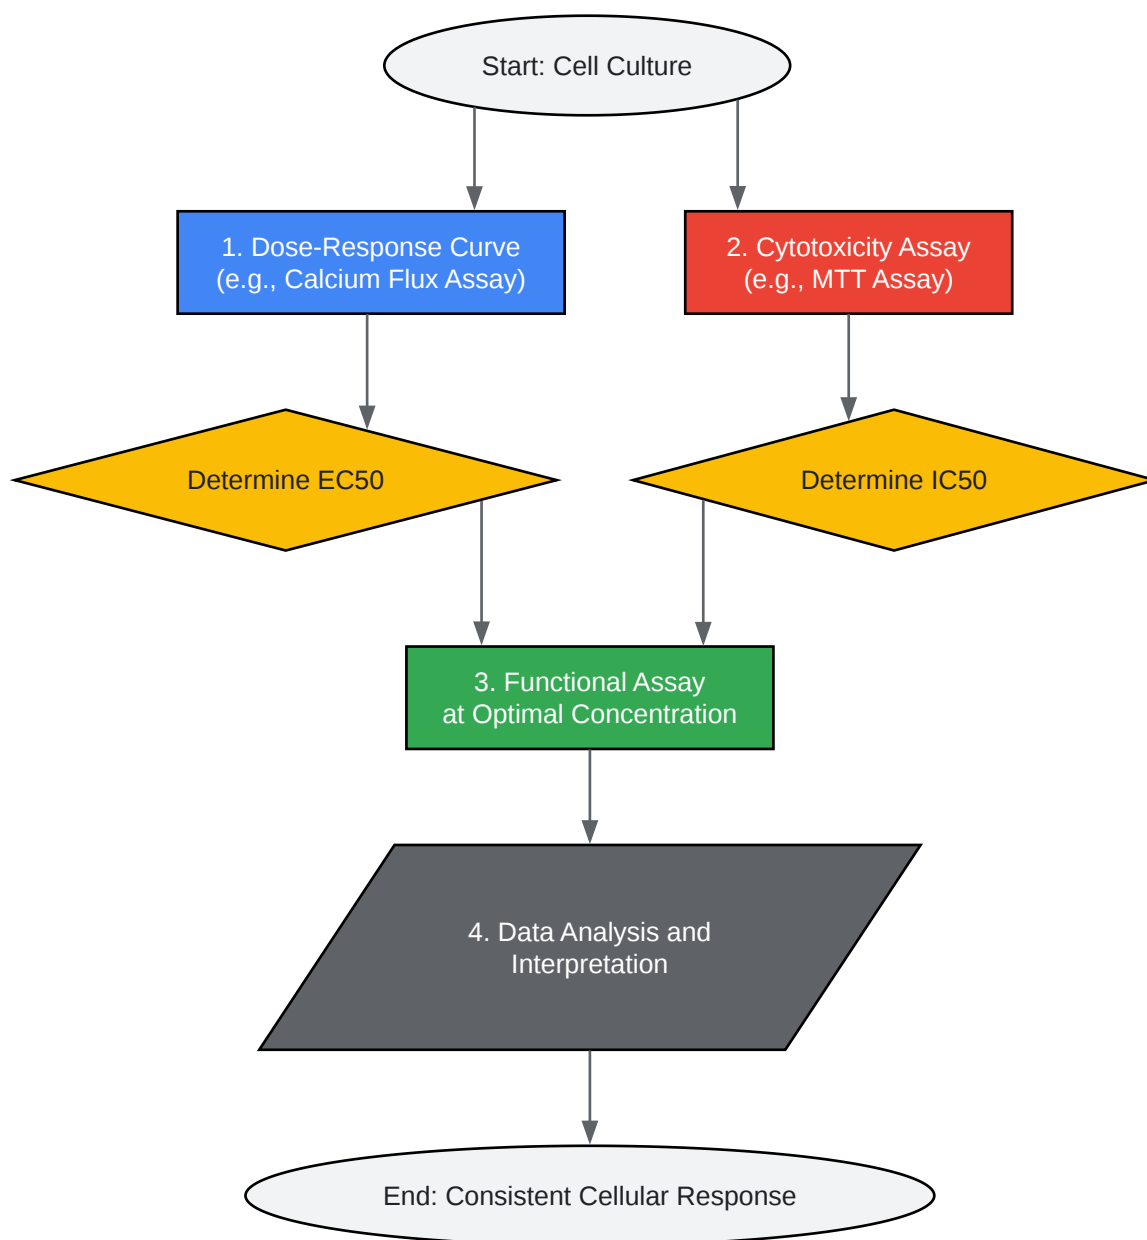 Start: Cell Culture
1. Dose-Response Curve
(e.g., Calcium Flux Assay)
2. Cytotoxicity Assay
(e.g., MTT Assay)
Determine EC50
Determine IC50
3. Functional Assay
at Optimal Concentration
4. Data Analysis and
Interpretation
End: Consistent Cellular Response